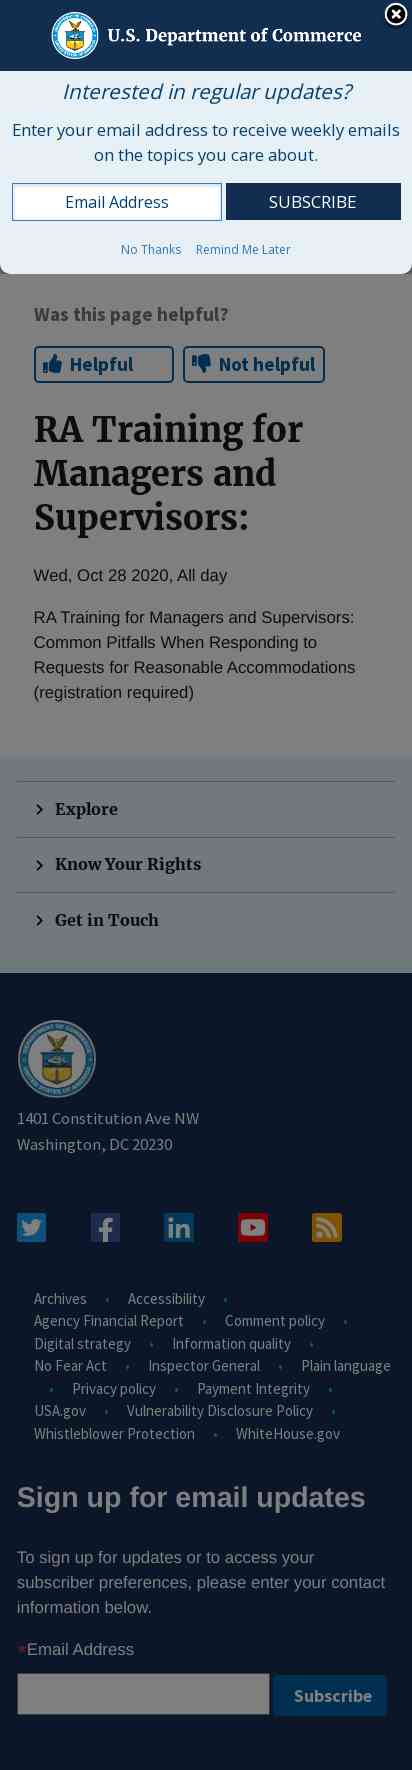 U.S. Department of Commerce
Interested in regular updates?
Enter your email address to receive weekly emails
on the topics you care about.
Email Address
SUBSCRIBE
No Thanks
Remind Me Later
Was this page helpful?
Helpful
Not helpful
RA Training for
Managers and
Supervisors:
Wed, Oct 28 2020, All day
RA Training for Managers and Supervisors:
Common Pitfalls When Responding to
Requests for Reasonable Accommodations
(registration required)
Explore
Know Your Rights
Get in Touch
1401 Constitution Ave NW
Washington, DC 20230
Archives • Accessibility •
Agency Financial Report • Comment policy •
Digital strategy • Information quality •
No Fear Act • Inspector General • Plain language
• Privacy policy • Payment Integrity •
USA.gov • Vulnerability Disclosure Policy •
Whistleblower Protection • WhiteHouse.gov
Sign up for email updates
To sign up for updates or to access your
subscriber preferences, please enter your contact
information below.
*Email Address
Subscribe